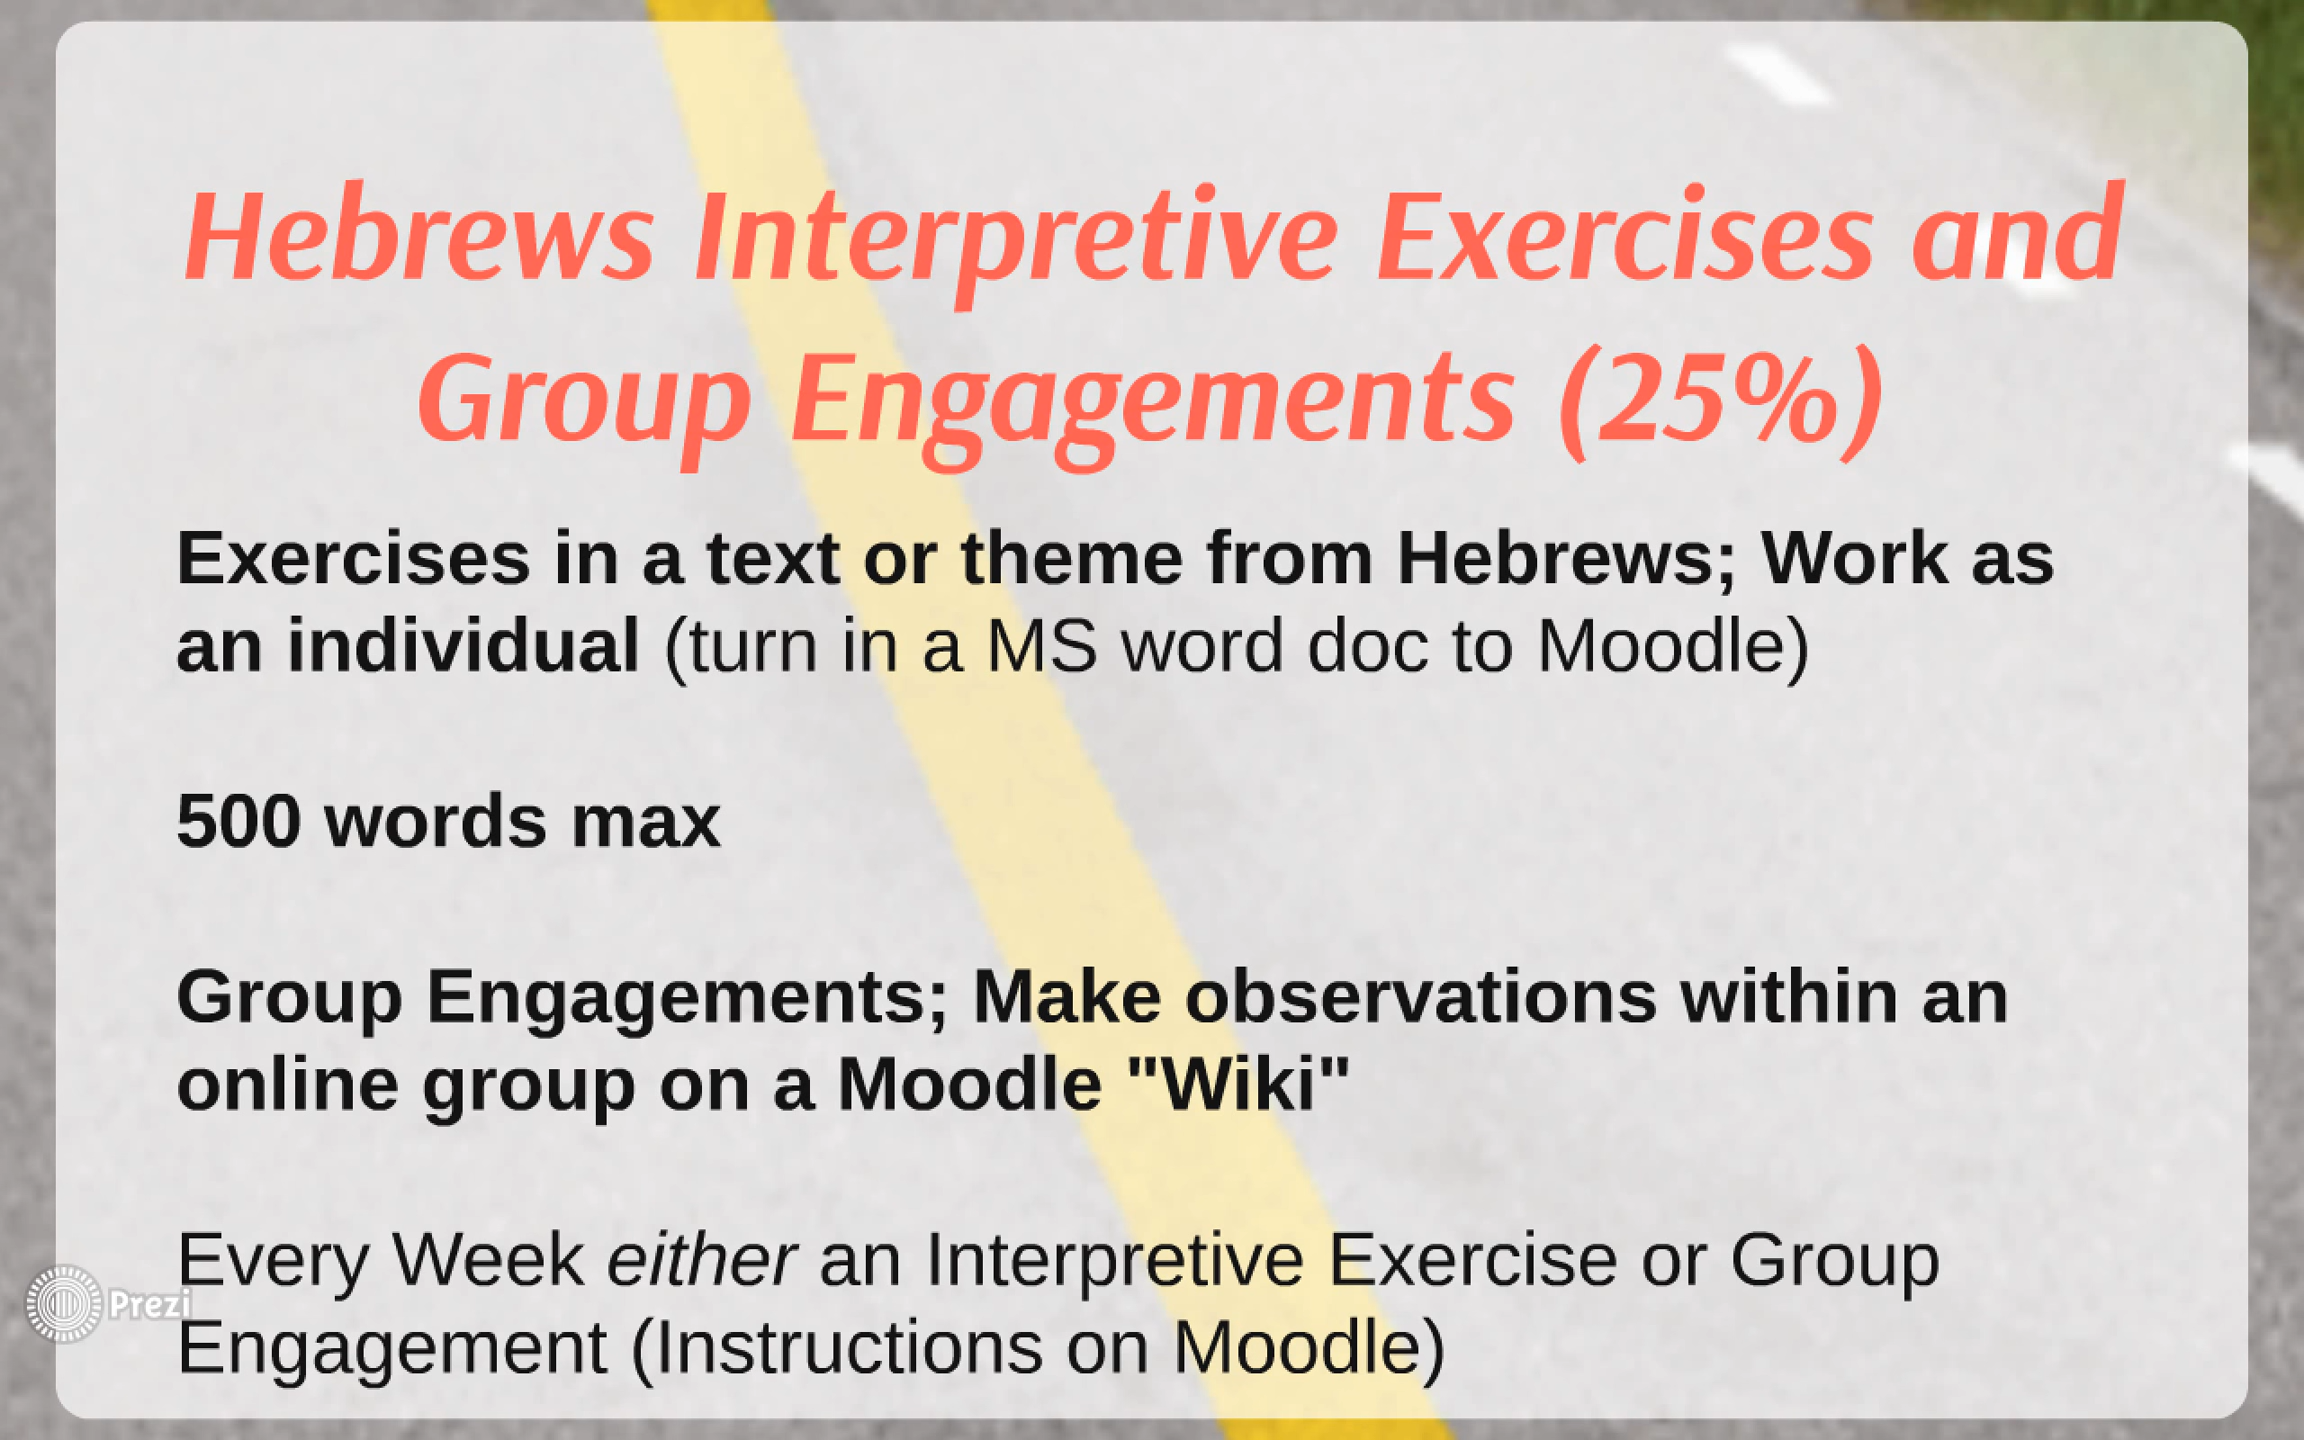 Hebrews Interpretive Exercises and
Group Engagements (25%)
Exercises in a text or theme from Hebrews; Work as
an individual (turn in a MS word doc to Moodle)
500 words max
Group Engagements; Make observations within an
online group on a Moodle "Wiki"
Every Week either an Interpretive Exercise or Group
Engagement (Instructions on Moodle)
Prezi